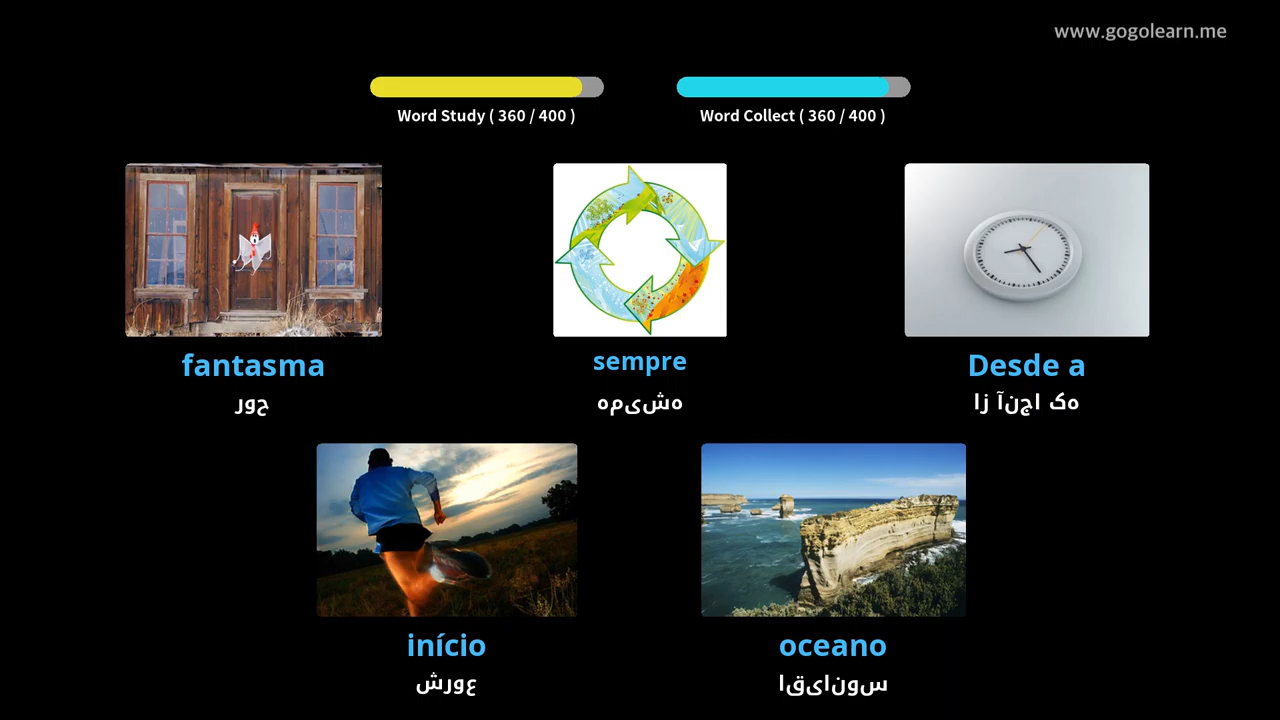 www.gogolearn.me
Word Study ( 360 / 400 )
Word Collect ( 360 / 400 )
fantasma
sempre
Desde a
روح
همیشه
از آنجا که
início
oceano
شروع
اقیانوس